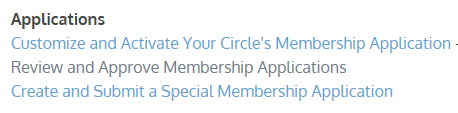 Applications
Customize and Activate Your Circle's Membership Application -
Review and Approve Membership Applications
Create and Submit a Special Membership Application